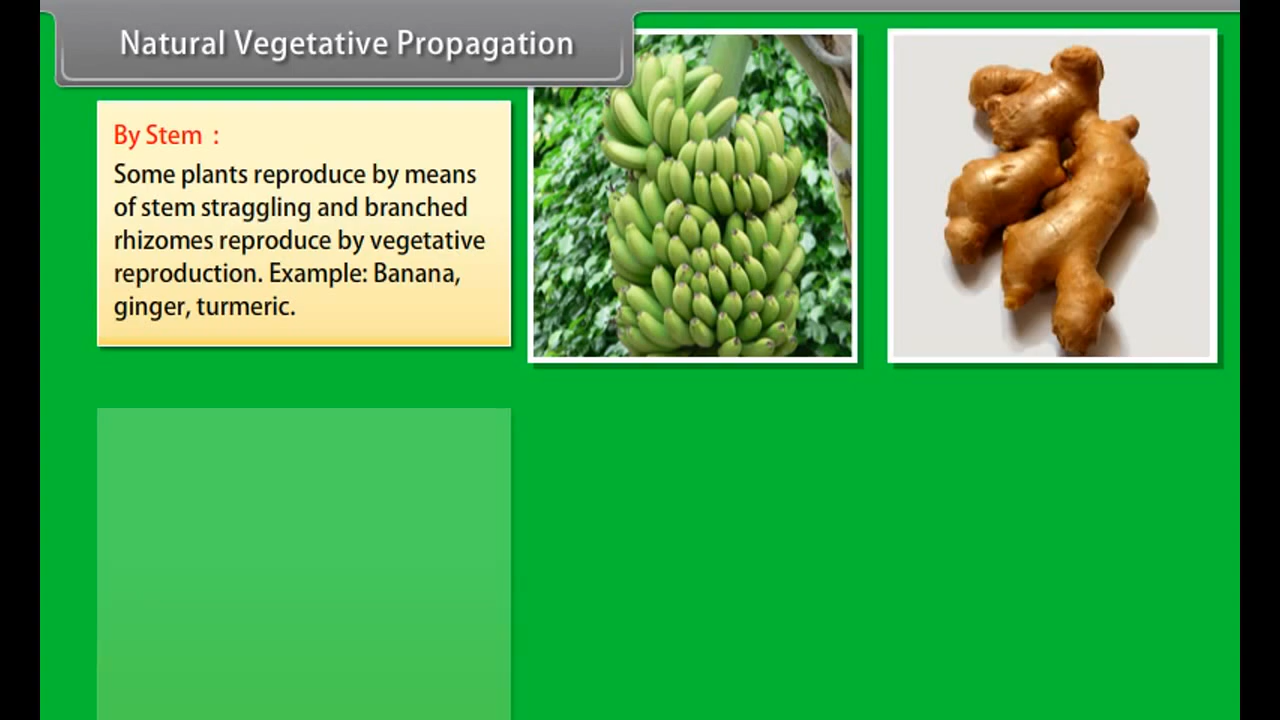 Natural Vegetative Propagation
By Stem :
Some plants reproduce by means
of stem straggling and branched
rhizomes reproduce by vegetative
reproduction. Example: Banana,
ginger, turmeric.